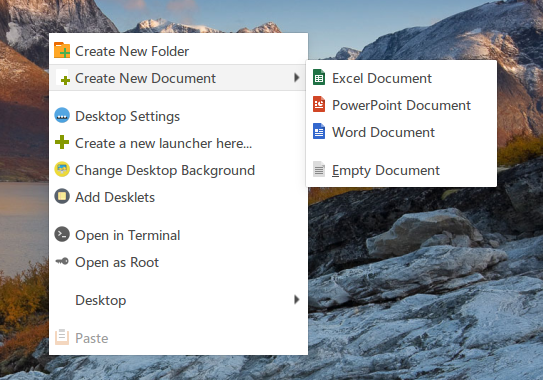 Create New Folder
Create New Document
Excel Document
PowerPoint Document
Word Document
Empty Document
Desktop Settings
Create a new launcher here...
Change Desktop Background
Add Desklets
Open in Terminal
Open as Root
Desktop
Paste